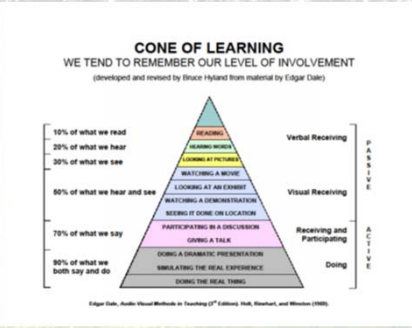 CONE OF LEARNING
WE TEND TO REMEMBER OUR LEVEL OF INVOLVEMENT
(developed and revised by Bruce Hyland from material by Edgar Dale)
10% of what we read
READING
Verbal Receiving
20% of what we hear
HEARING WORDS
30% of what we see
LOOKING AT PICTURES
PASSIVE
50% of what we hear and see
WATCHING A MOVIE
LOOKING AT AN EXHIBIT
Visual Receiving
WATCHING A DEMONSTRATION
SEEING IT DONE ON LOCATION
70% of what we say
PARTICIPATING IN A DISCUSSION
Receiving and
Participating
GIVING A TALK
ACTIVE
90% of what we
both say and do
DOING A DRAMATIC PRESENTATION
SIMULATING THE REAL EXPERIENCE
Doing
DOING THE REAL THING
Edgar Dale, Audio-Visual Methods in Teaching (3rd Edition). Holt, Rinehart, and Winston (1969).